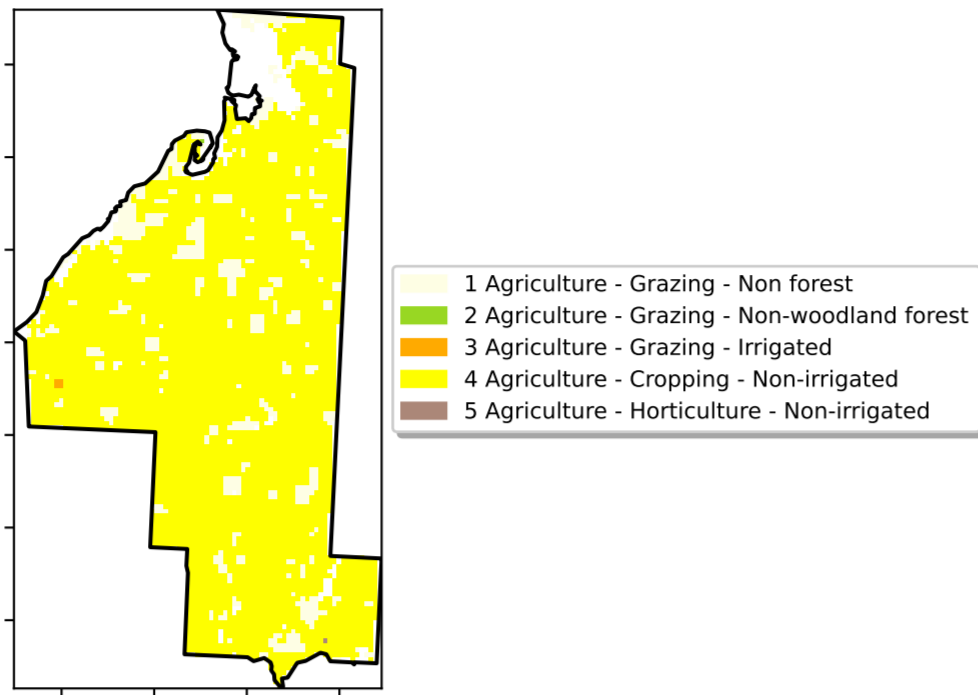 1 Agriculture - Grazing - Non forest
2 Agriculture - Grazing - Non-woodland forest
3 Agriculture - Grazing - Irrigated
4 Agriculture - Cropping - Non-irrigated
5 Agriculture - Horticulture - Non-irrigated